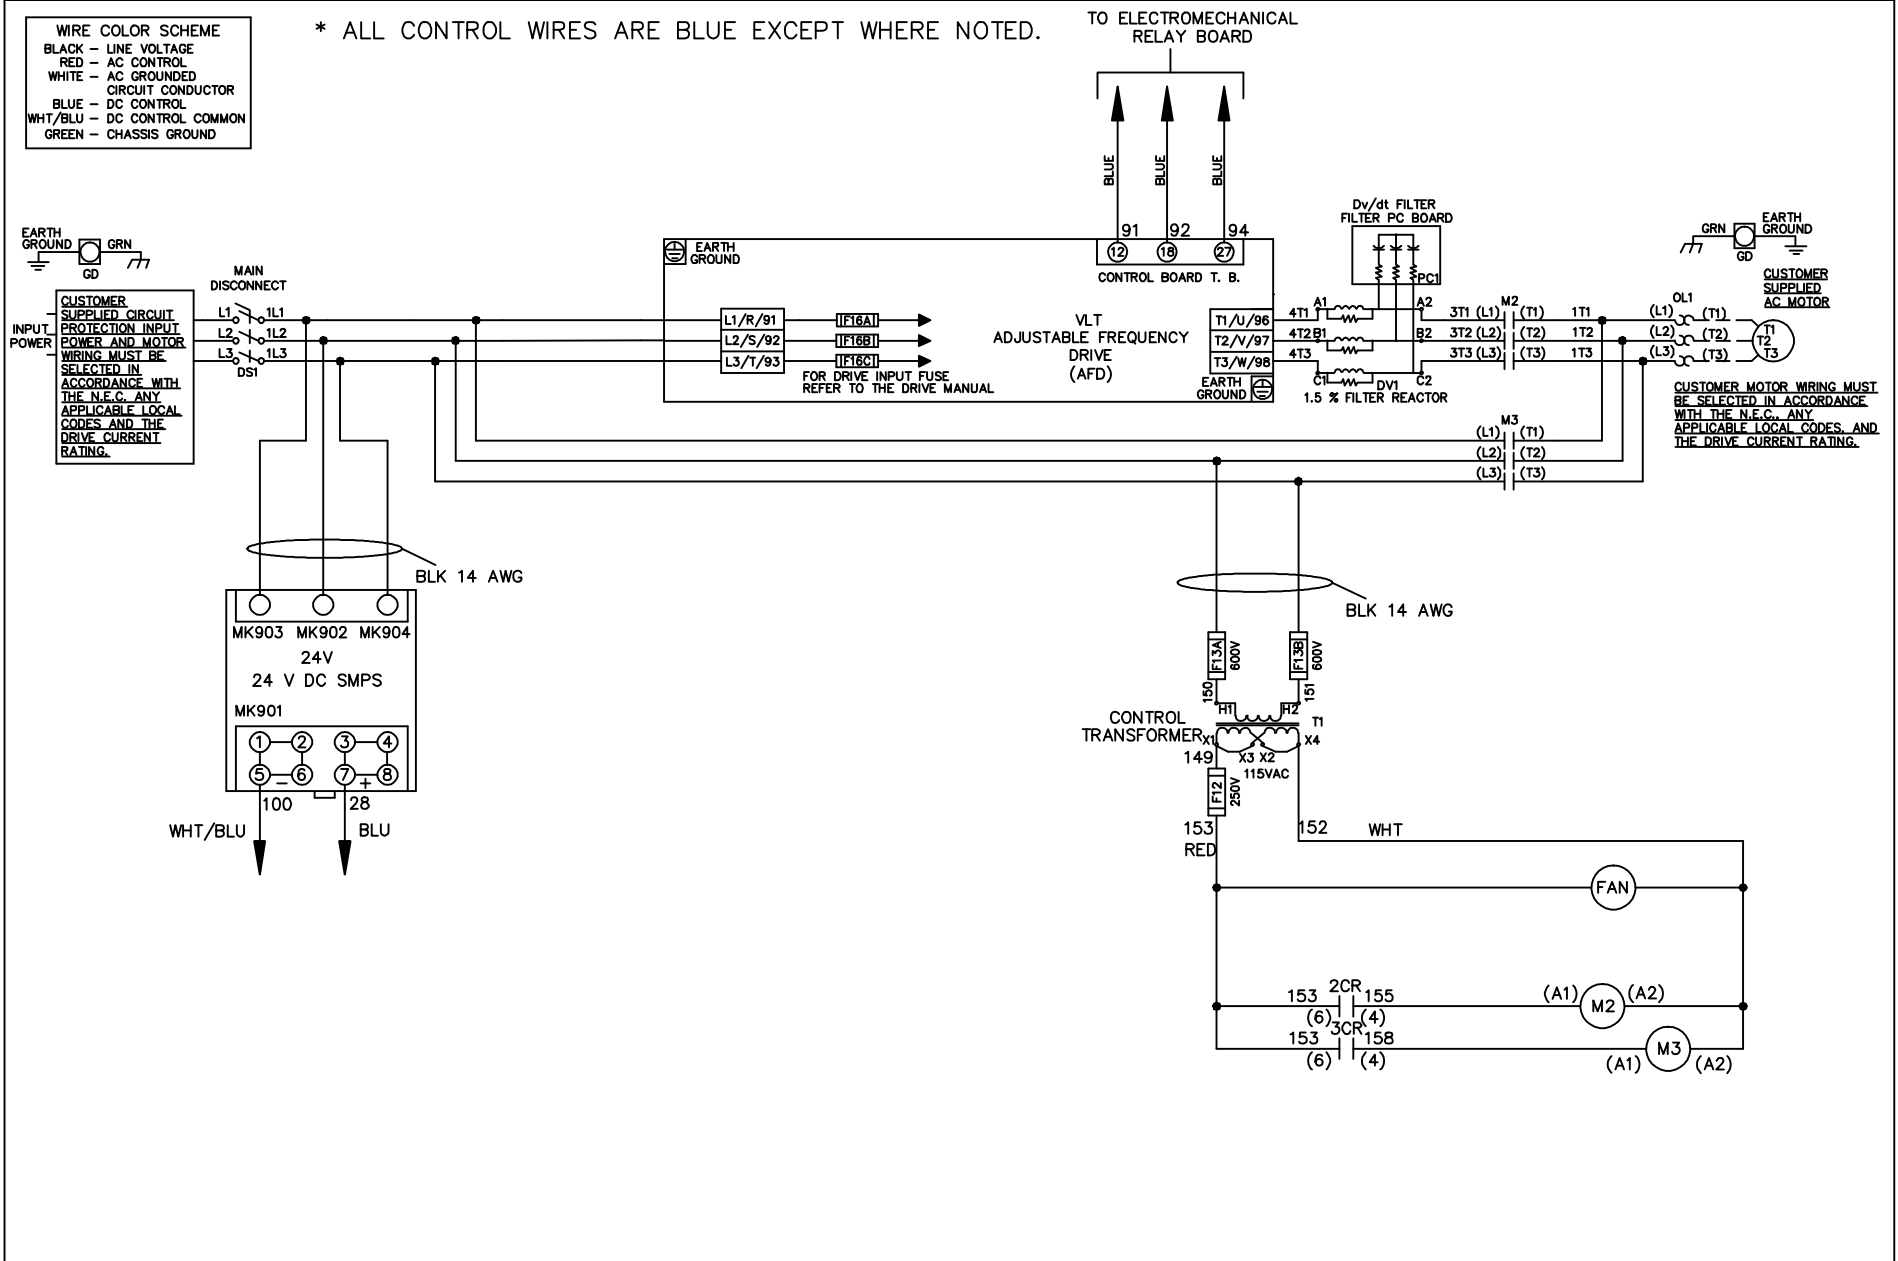 WIRE COLOR SCHEME
BLACK – LINE VOLTAGE
RED – AC CONTROL
WHITE – AC GROUNDED
CIRCUIT CONDUCTOR
BLUE – DC CONTROL
WHT/BLU – DC CONTROL COMMON
GREEN – CHASSIS GROUND
* ALL CONTROL WIRES ARE BLUE EXCEPT WHERE NOTED.
TO ELECTROMECHANICAL
RELAY BOARD
BLUE
BLUE
BLUE
91
92
94
12
18
27
CONTROL BOARD T. B.
EARTH
GROUND
GRN
GD
MAIN
DISCONNECT
L1
1L1
L2
1L2
L3
1L3
DS1
INPUT
POWER
CUSTOMER
SUPPLIED CIRCUIT
PROTECTION INPUT
POWER AND MOTOR
WIRING MUST BE
SELECTED IN
ACCORDANCE WITH
THE N.E.C. ANY
APPLICABLE LOCAL
CODES AND THE
DRIVE CURRENT
RATING.
EARTH
GROUND
L1/R/91
L2/S/92
L3/T/93
IF16A
IF16B
IF16C
FOR DRIVE INPUT FUSE
REFER TO THE DRIVE MANUAL
VLT
ADJUSTABLE FREQUENCY
DRIVE
(AFD)
T1/U/96
T2/V/97
T3/W/98
EARTH
GROUND
Dv/dt FILTER
FILTER PC BOARD
PC1
4T1
A1
A2
4T2
B1
B2
4T3
C1
C2
DV1
1.5 % FILTER REACTOR
M2
3T1 (L1) (T1) 1T1
3T2 (L2) (T2) 1T2
3T3 (L3) (T3) 1T3
GRN
GD
EARTH
GROUND
CUSTOMER
SUPPLIED
AC MOTOR
OL1
(L1) (T1)
(L2) (T2)
(L3) (T3)
T1
T2
T3
CUSTOMER MOTOR WIRING MUST
BE SELECTED IN ACCORDANCE
WITH THE N.E.C., ANY
APPLICABLE LOCAL CODES, AND
THE DRIVE CURRENT RATING.
M3
(L1) (T1)
(L2) (T2)
(L3) (T3)
BLK 14 AWG
MK903 MK902 MK904
24V
24 V DC SMPS
MK901
1 2 3 4
5 6 7 8
– +
100
28
WHT/BLU
BLU
BLK 14 AWG
F13A
600V
F13B
600V
150
151
H1
H2
T1
CONTROL
TRANSFORMER
X1
X4
X3 X2
149
115VAC
F12
250V
153
RED
152
WHT
FAN
153 2CR 155
(6) (4)
(A1) M2 (A2)
153 3CR 158
(6) (4)
(A1) M3 (A2)